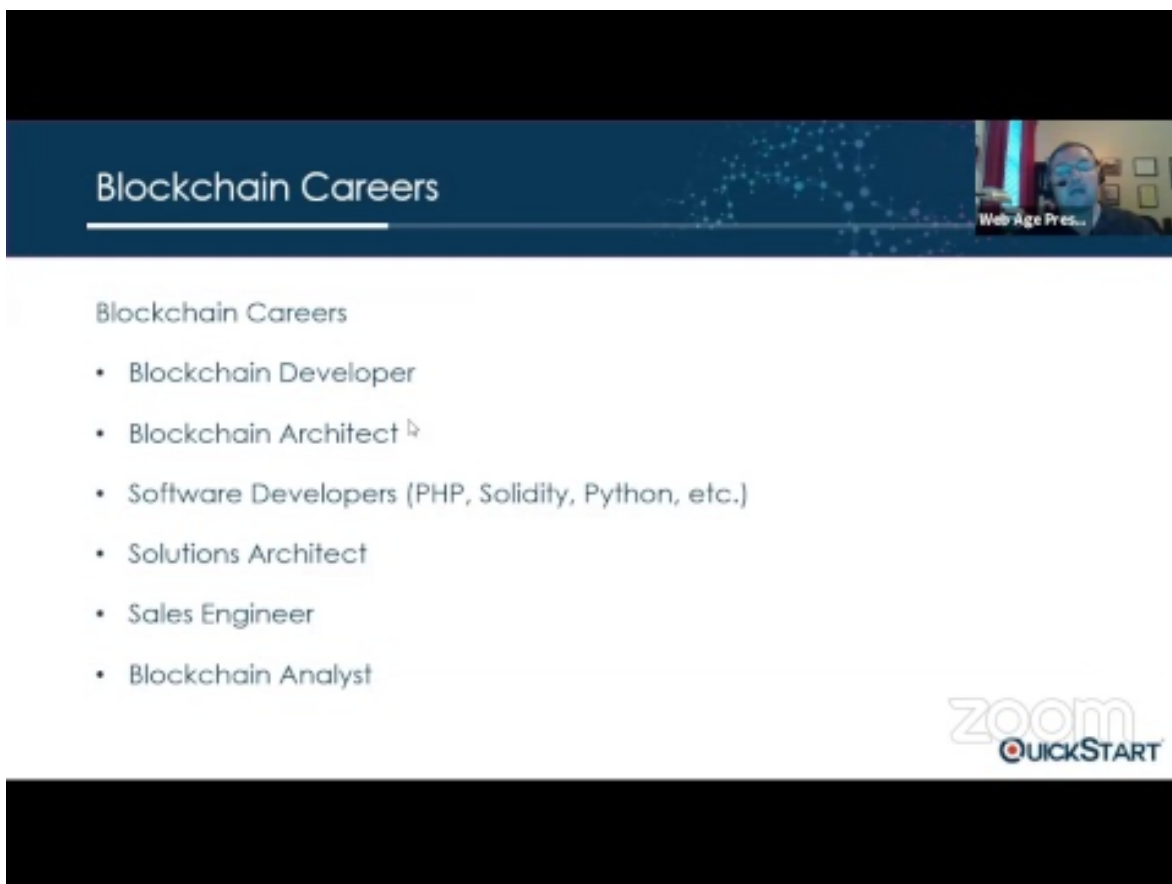 Blockchain Careers
Web Age Pres...
Blockchain Careers
• Blockchain Developer
• Blockchain Architect
• Software Developers (PHP, Solidity, Python, etc.)
• Solutions Architect
• Sales Engineer
• Blockchain Analyst
zoom
QUICKSTART